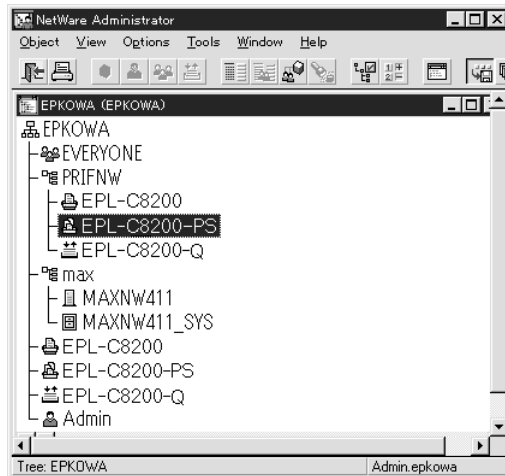 NetWare Administrator
Object View Options Tools Window Help
EPKOWA (EPKOWA)
EPKOWA
EVERYONE
PRIFNW
EPL-C8200
EPL-C8200-PS
EPL-C8200-Q
max
MAXNW411
MAXNW411_SYS
EPL-C8200
EPL-C8200-PS
EPL-C8200-Q
Admin
Tree: EPKOWA Admin.epkowa